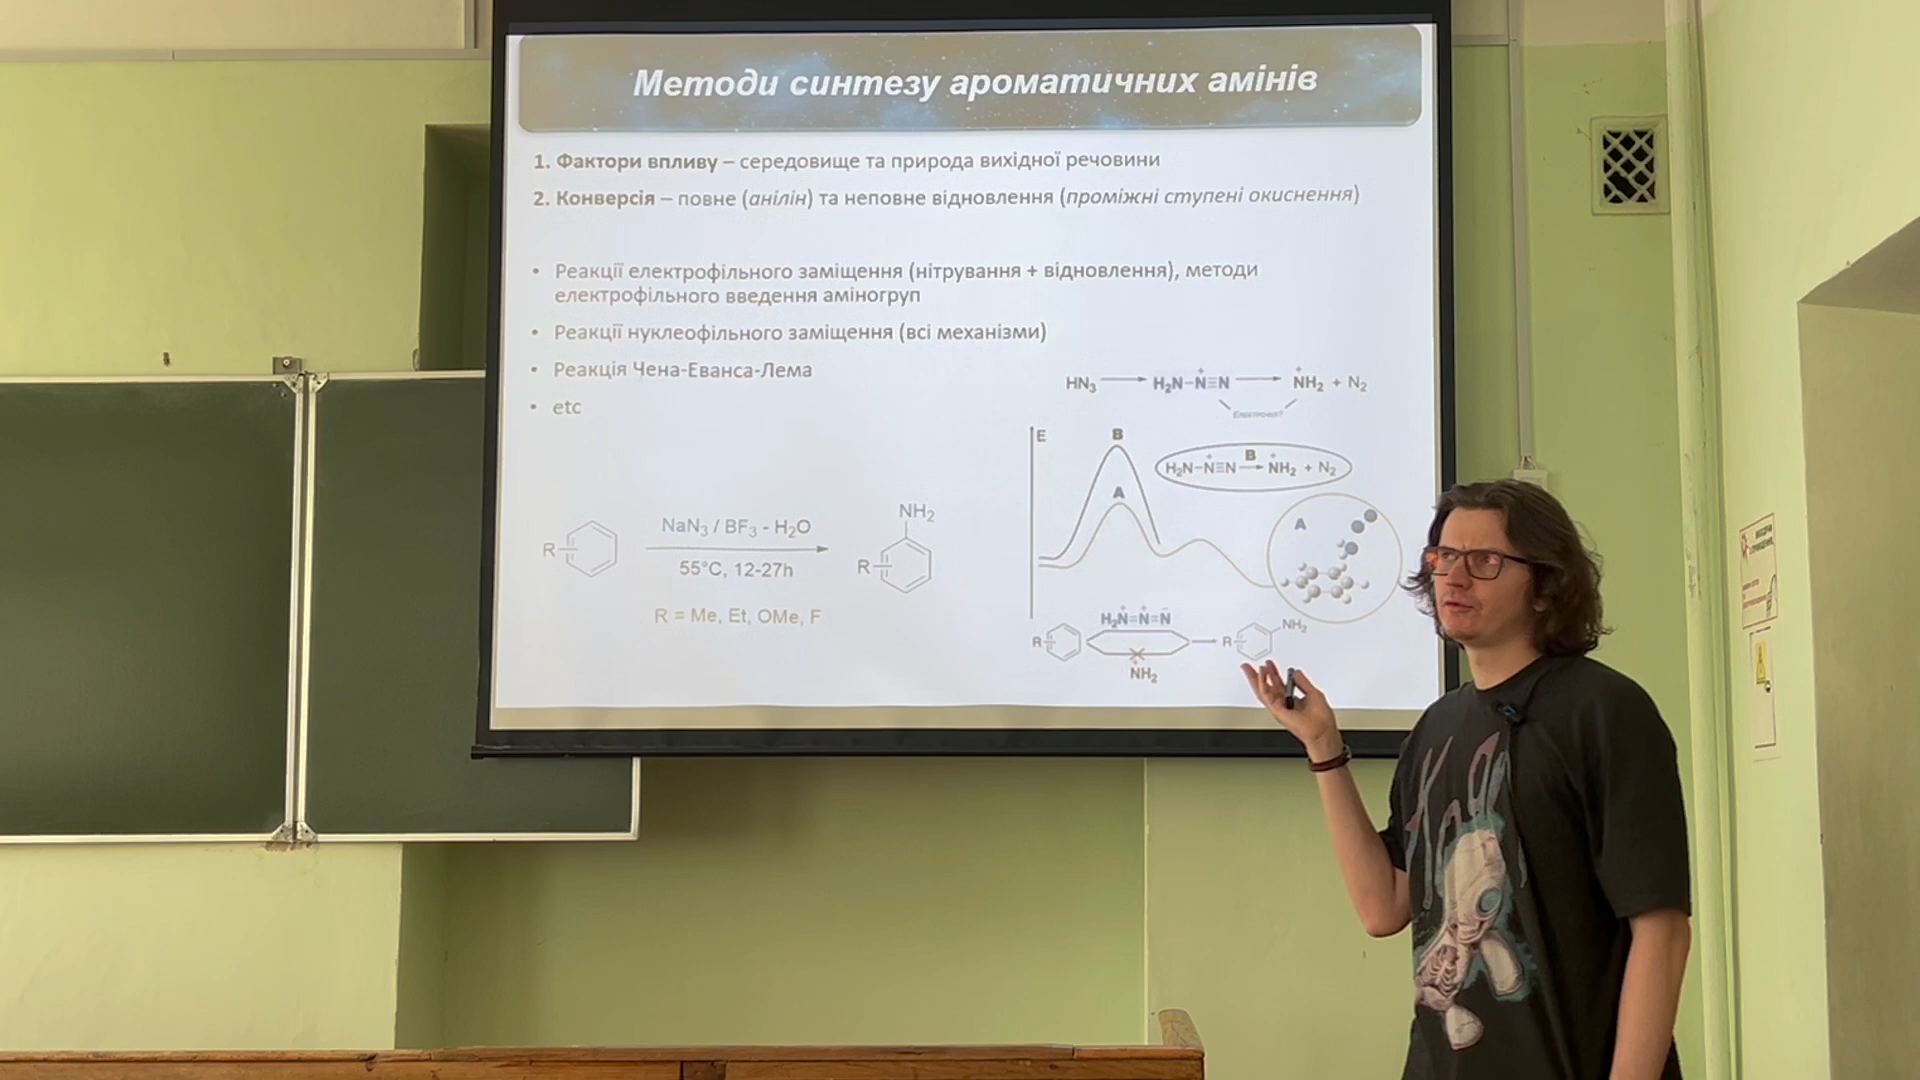 Методи синтезу ароматичних амінів
1. Фактори впливу – середовище та природа вихідної речовини
2. Конверсія – повне (анілін) та неповне відновлення (проміжні ступені окиснення)
• Реакції електрофільного заміщення (нітрування + відновлення), методи
електрофільного введення аміногруп
• Реакції нуклеофільного заміщення (всі механізми)
• Реакція Чена-Еванса-Лема
• etc
HN₃ → H₂N–N⁺≡N → ⁺NH₂ + N₂
Електрофіл?
E
B
H₂N–N⁺≡N B → ⁺NH₂ + N₂
A
A
NH₂
R
NaN₃ / BF₃ - H₂O
55°C, 12-27h
R
R = Me, Et, OMe, F
H₂N⁺=N⁺=N⁻
R
R
NH₂
⁺NH₂